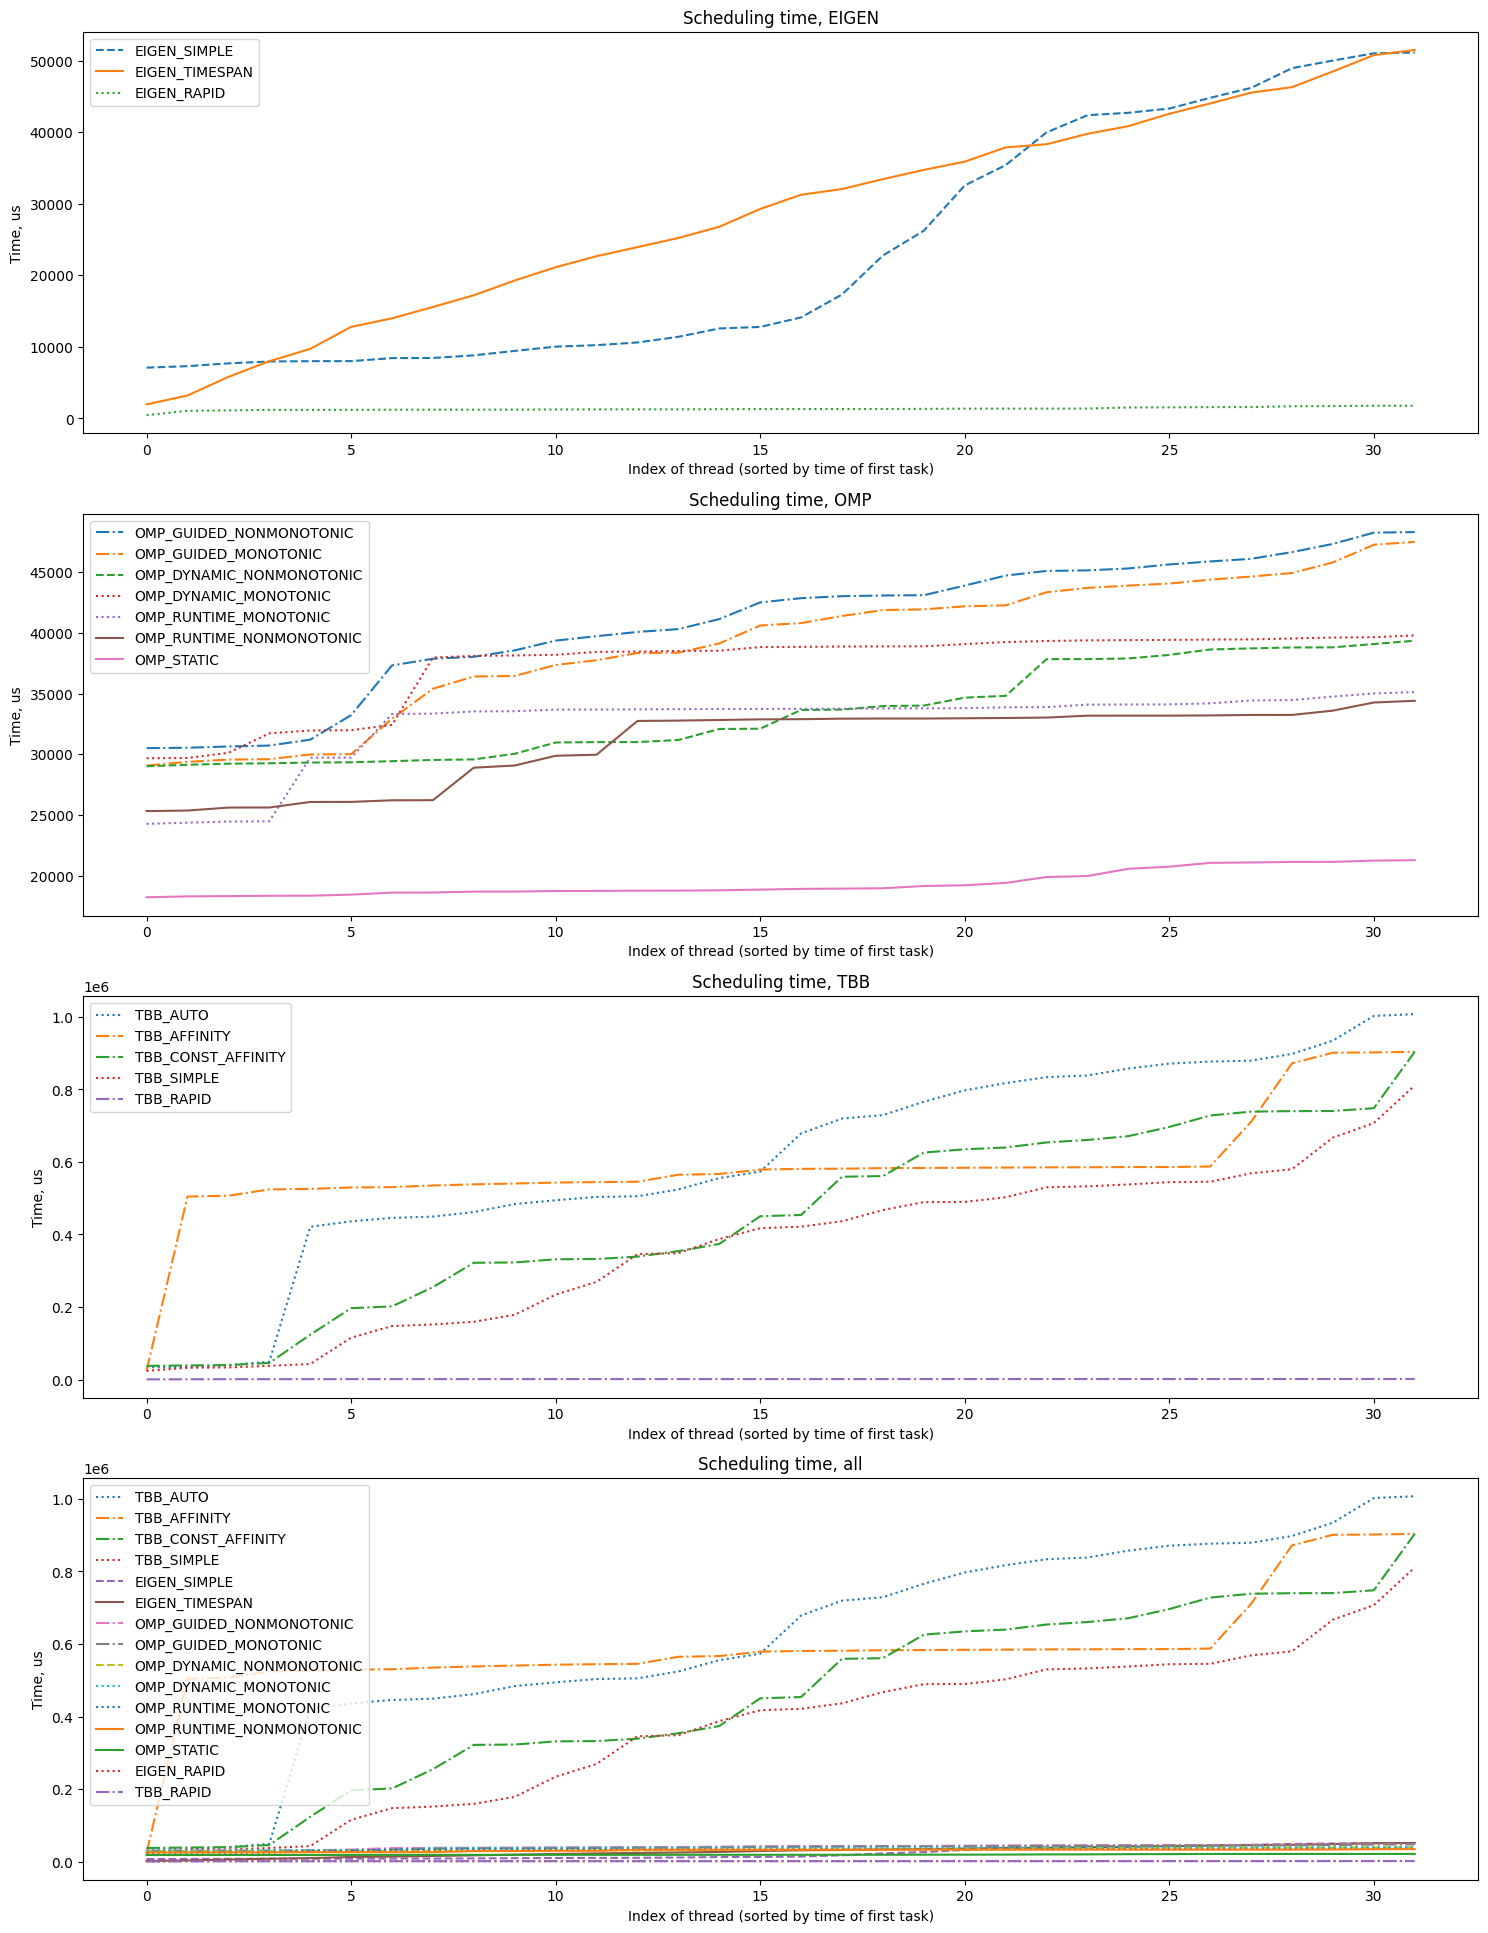 Scheduling time, EIGEN
EIGEN_SIMPLE
EIGEN_TIMESPAN
EIGEN_RAPID
50000
40000
30000
20000
10000
0
Time, us
0 5 10 15 20 25 30
Index of thread (sorted by time of first task)
Scheduling time, OMP
OMP_GUIDED_NONMONOTONIC
OMP_GUIDED_MONOTONIC
OMP_DYNAMIC_NONMONOTONIC
OMP_DYNAMIC_MONOTONIC
OMP_RUNTIME_MONOTONIC
OMP_RUNTIME_NONMONOTONIC
OMP_STATIC
45000
40000
35000
30000
25000
20000
Time, us
0 5 10 15 20 25 30
Index of thread (sorted by time of first task)
Scheduling time, TBB
1e6
TBB_AUTO
TBB_AFFINITY
TBB_CONST_AFFINITY
TBB_SIMPLE
TBB_RAPID
1.0
0.8
0.6
0.4
0.2
0.0
Time, us
0 5 10 15 20 25 30
Index of thread (sorted by time of first task)
Scheduling time, all
1e6
TBB_AUTO
TBB_AFFINITY
TBB_CONST_AFFINITY
TBB_SIMPLE
EIGEN_SIMPLE
EIGEN_TIMESPAN
OMP_GUIDED_NONMONOTONIC
OMP_GUIDED_MONOTONIC
OMP_DYNAMIC_NONMONOTONIC
OMP_DYNAMIC_MONOTONIC
OMP_RUNTIME_MONOTONIC
OMP_RUNTIME_NONMONOTONIC
OMP_STATIC
EIGEN_RAPID
TBB_RAPID
1.0
0.8
0.6
0.4
0.2
0.0
Time, us
0 5 10 15 20 25 30
Index of thread (sorted by time of first task)